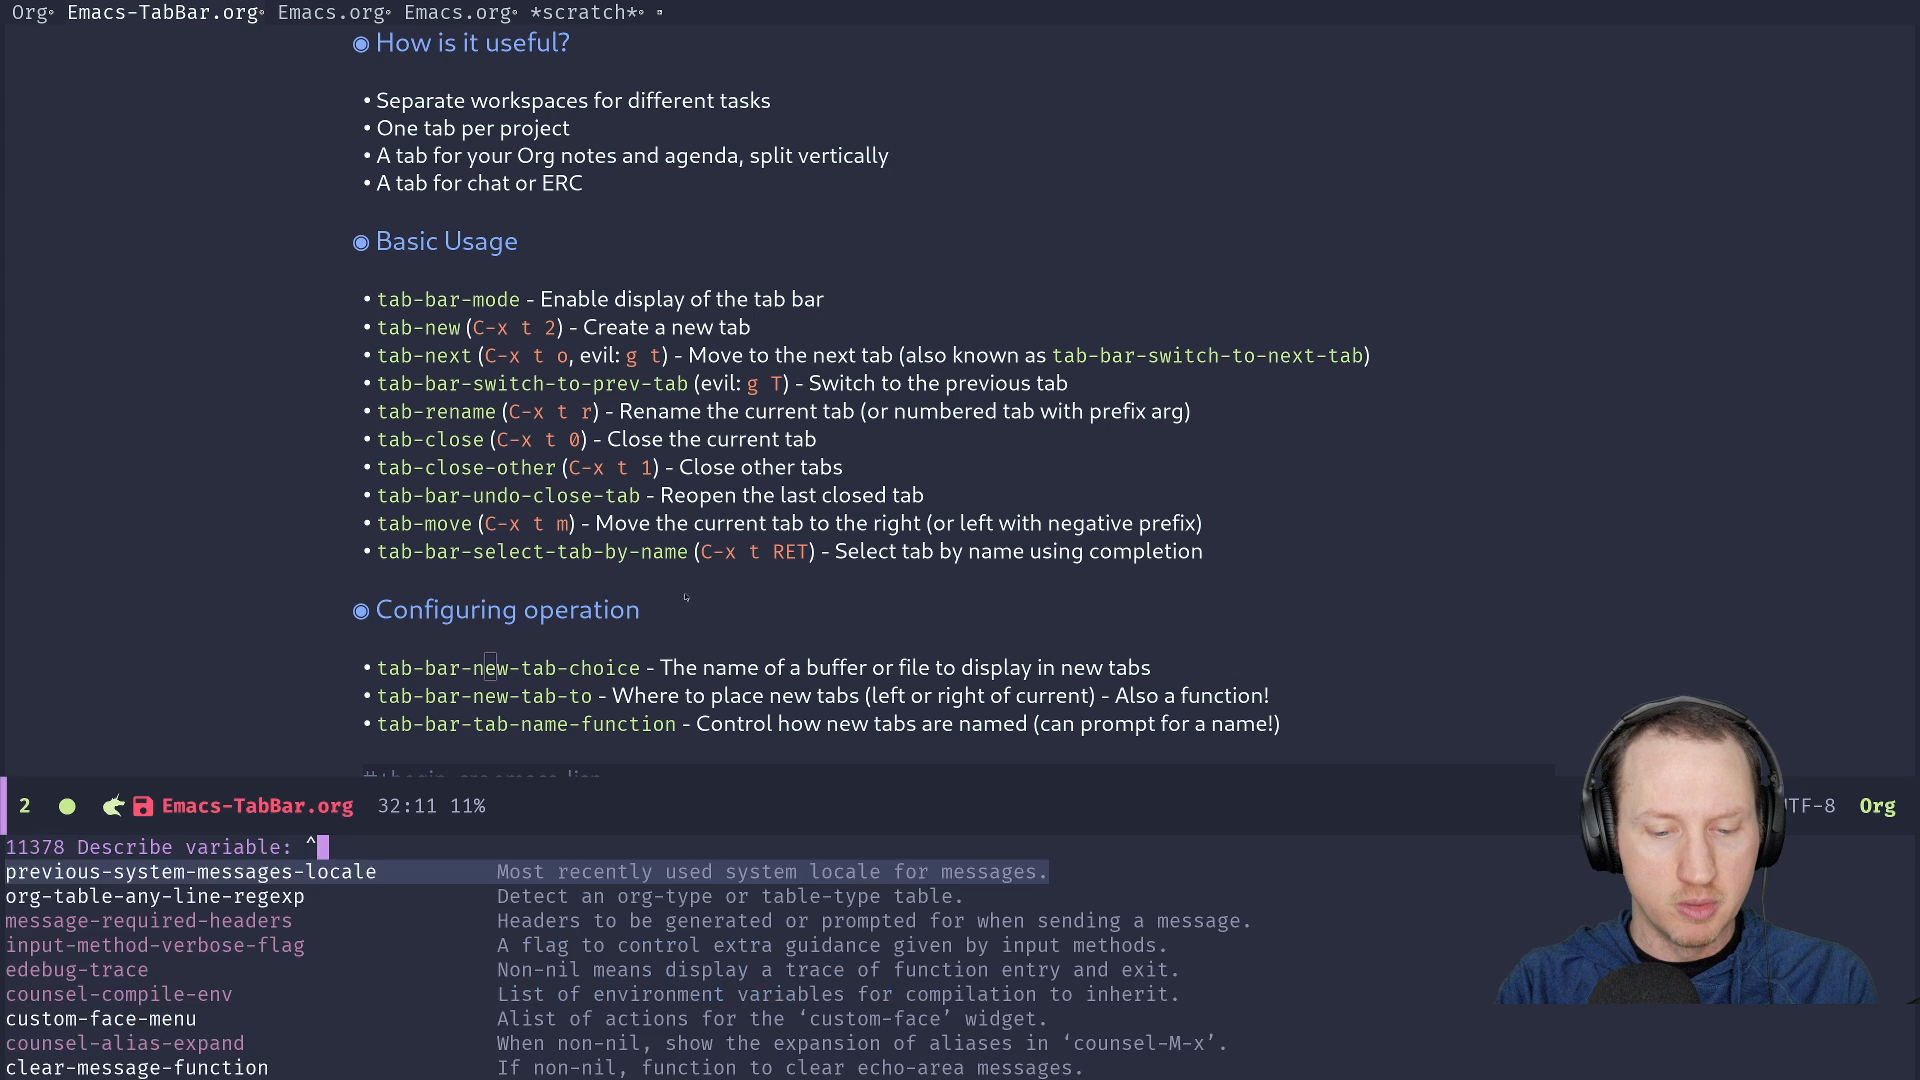 Org Emacs-TabBar.org Emacs.org Emacs.org *scratch*
How is it useful?
• Separate workspaces for different tasks
• One tab per project
• A tab for your Org notes and agenda, split vertically
• A tab for chat or ERC
Basic Usage
• tab-bar-mode - Enable display of the tab bar
• tab-new (C-x t 2) - Create a new tab
• tab-next (C-x t o, evil: g t) - Move to the next tab (also known as tab-bar-switch-to-next-tab)
• tab-bar-switch-to-prev-tab (evil: g T) - Switch to the previous tab
• tab-rename (C-x t r) - Rename the current tab (or numbered tab with prefix arg)
• tab-close (C-x t 0) - Close the current tab
• tab-close-other (C-x t 1) - Close other tabs
• tab-bar-undo-close-tab - Reopen the last closed tab
• tab-move (C-x t m) - Move the current tab to the right (or left with negative prefix)
• tab-bar-select-tab-by-name (C-x t RET) - Select tab by name using completion
Configuring operation
• tab-bar-new-tab-choice - The name of a buffer or file to display in new tabs
• tab-bar-new-tab-to - Where to place new tabs (left or right of current) - Also a function!
• tab-bar-tab-name-function - Control how new tabs are named (can prompt for a name!)
2 Emacs-TabBar.org 32:11 11% TF-8 Org
11378 Describe variable: ^
previous-system-messages-locale Most recently used system locale for messages.
org-table-any-line-regexp Detect an org-type or table-type table.
message-required-headers Headers to be generated or prompted for when sending a message.
input-method-verbose-flag A flag to control extra guidance given by input methods.
edebug-trace Non-nil means display a trace of function entry and exit.
counsel-compile-env List of environment variables for compilation to inherit.
custom-face-menu Alist of actions for the ‘custom-face’ widget.
counsel-alias-expand When non-nil, show the expansion of aliases in ‘counsel-M-x’.
clear-message-function If non-nil, function to clear echo-area messages.